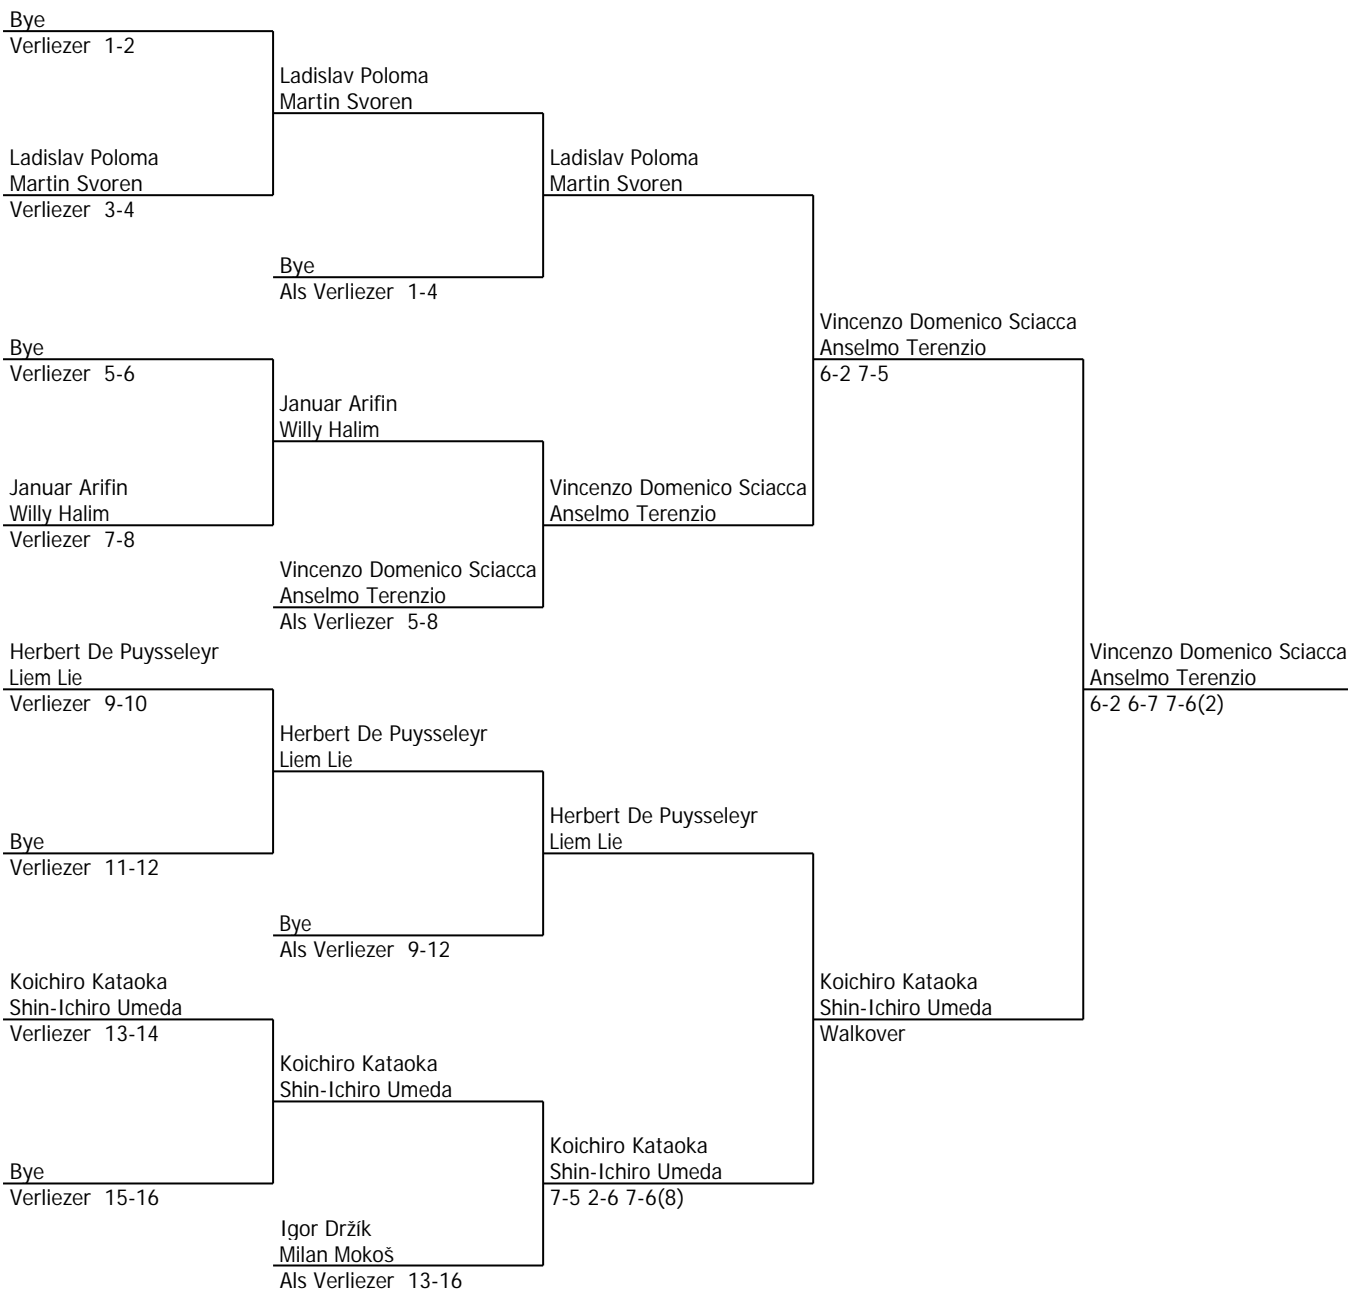 Bye
Verliezer 1-2
Ladislav Poloma
Martin Svoren
Ladislav Poloma
Martin Svoren
Verliezer 3-4
Ladislav Poloma
Martin Svoren
Bye
Als Verliezer 1-4
Vincenzo Domenico Sciacca
Anselmo Terenzio
6-2 7-5
Bye
Verliezer 5-6
Januar Arifin
Willy Halim
Januar Arifin
Willy Halim
Verliezer 7-8
Vincenzo Domenico Sciacca
Anselmo Terenzio
Vincenzo Domenico Sciacca
Anselmo Terenzio
Als Verliezer 5-8
Herbert De Puysseleyr
Liem Lie
Verliezer 9-10
Vincenzo Domenico Sciacca
Anselmo Terenzio
6-2 6-7 7-6(2)
Herbert De Puysseleyr
Liem Lie
Herbert De Puysseleyr
Liem Lie
Bye
Verliezer 11-12
Bye
Als Verliezer 9-12
Koichiro Kataoka
Shin-Ichiro Umeda
Verliezer 13-14
Koichiro Kataoka
Shin-Ichiro Umeda
Walkover
Koichiro Kataoka
Shin-Ichiro Umeda
Koichiro Kataoka
Shin-Ichiro Umeda
7-5 2-6 7-6(8)
Bye
Verliezer 15-16
Igor Držík
Milan Mokoš
Als Verliezer 13-16